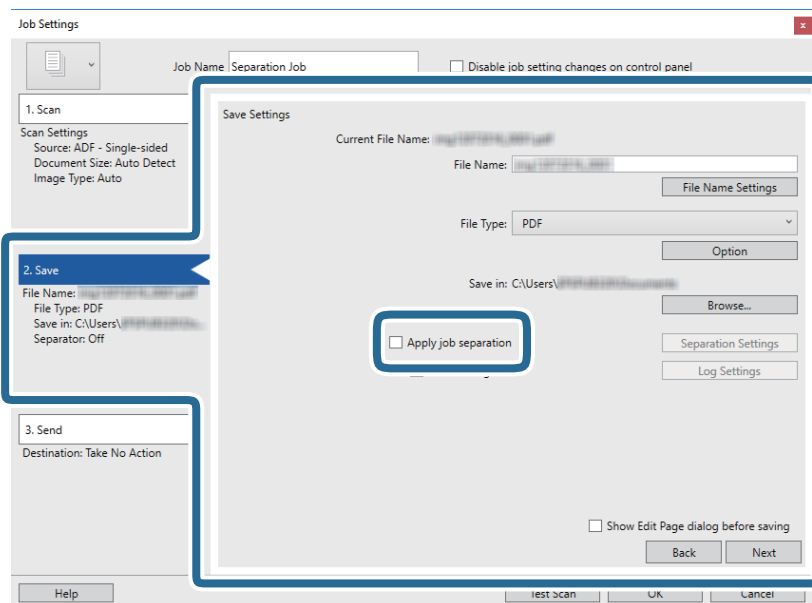 Job Settings
x
Job Name Separation Job
Disable job setting changes on control panel
1. Scan
Scan Settings
Source: ADF - Single-sided
Document Size: Auto Detect
Image Type: Auto
2. Save
File Name:
File Type: PDF
Save in: C:\Users\
Separator: Off
3. Send
Destination: Take No Action
Save Settings
Current File Name:
File Name:
File Name Settings
File Type: PDF
Option
Save in: C:\Users\
Browse...
Apply job separation
Separation Settings
Log Settings
Show Edit Page dialog before saving
Back
Next
Help
Test Scan
OK
Cancel